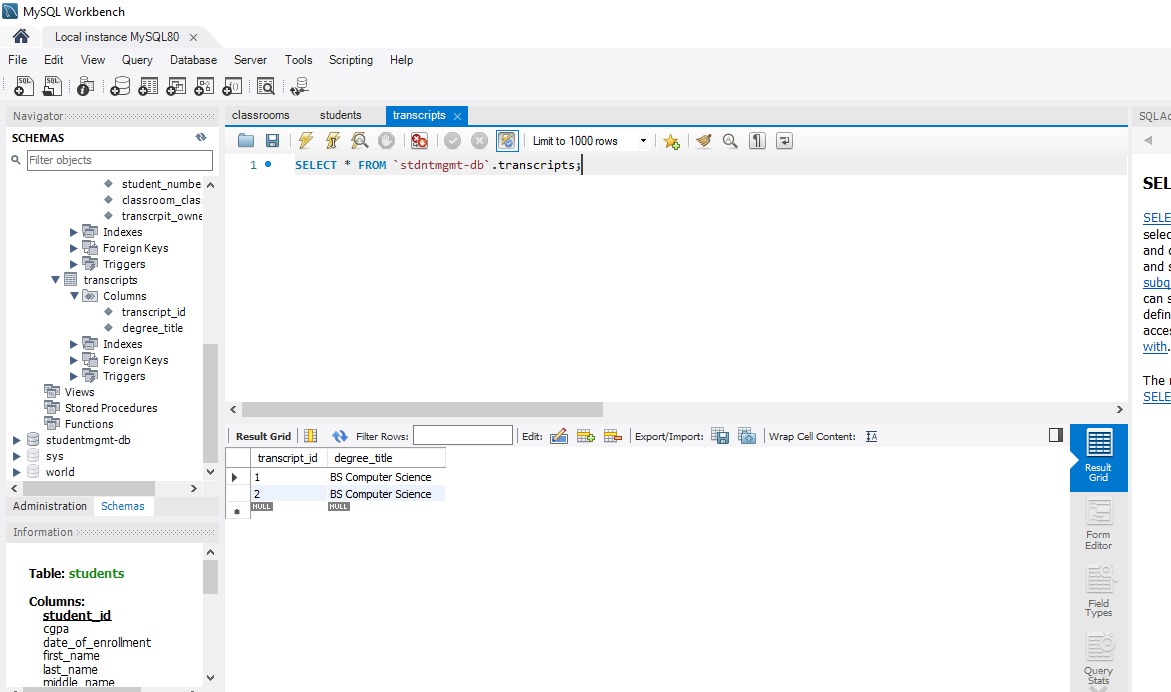 MySQL Workbench
Local instance MySQL80
File Edit View Query Database Server Tools Scripting Help
Navigator
SCHEMAS
Filter objects
student_numbe
classroom_clas
transcrpit_owne
Indexes
Foreign Keys
Triggers
transcripts
Columns
transcript_id
degree_title
Indexes
Foreign Keys
Triggers
Views
Stored Procedures
Functions
studentmgmt-db
sys
world
Administration Schemas
Information
Table: students
Columns:
student_id
cgpa
date_of_enrollment
first_name
last_name
middle_name
classrooms students transcripts
Limit to 1000 rows
1 SELECT * FROM `stdntmgmt-db`.transcripts;
Result Grid Filter Rows: Edit: Export/Import: Wrap Cell Content:
transcript_id degree_title
1 BS Computer Science
2 BS Computer Science
NULL NULL
Result
Grid
Form
Editor
Field
Types
Query
Stats
SQLAc
SEL
SELE
selec
and c
and s
subq
can s
defin
acce
with.
The r
SELE